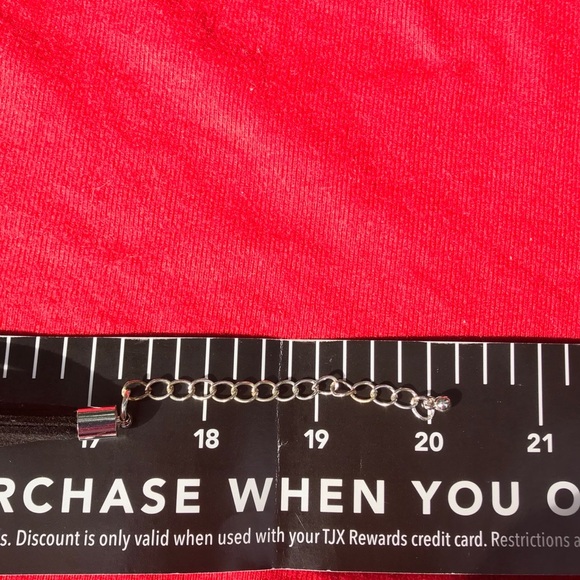 17 18 19 20 21
RCHASE WHEN YOU O
s. Discount is only valid when used with your TJX Rewards credit card. Restrictions a